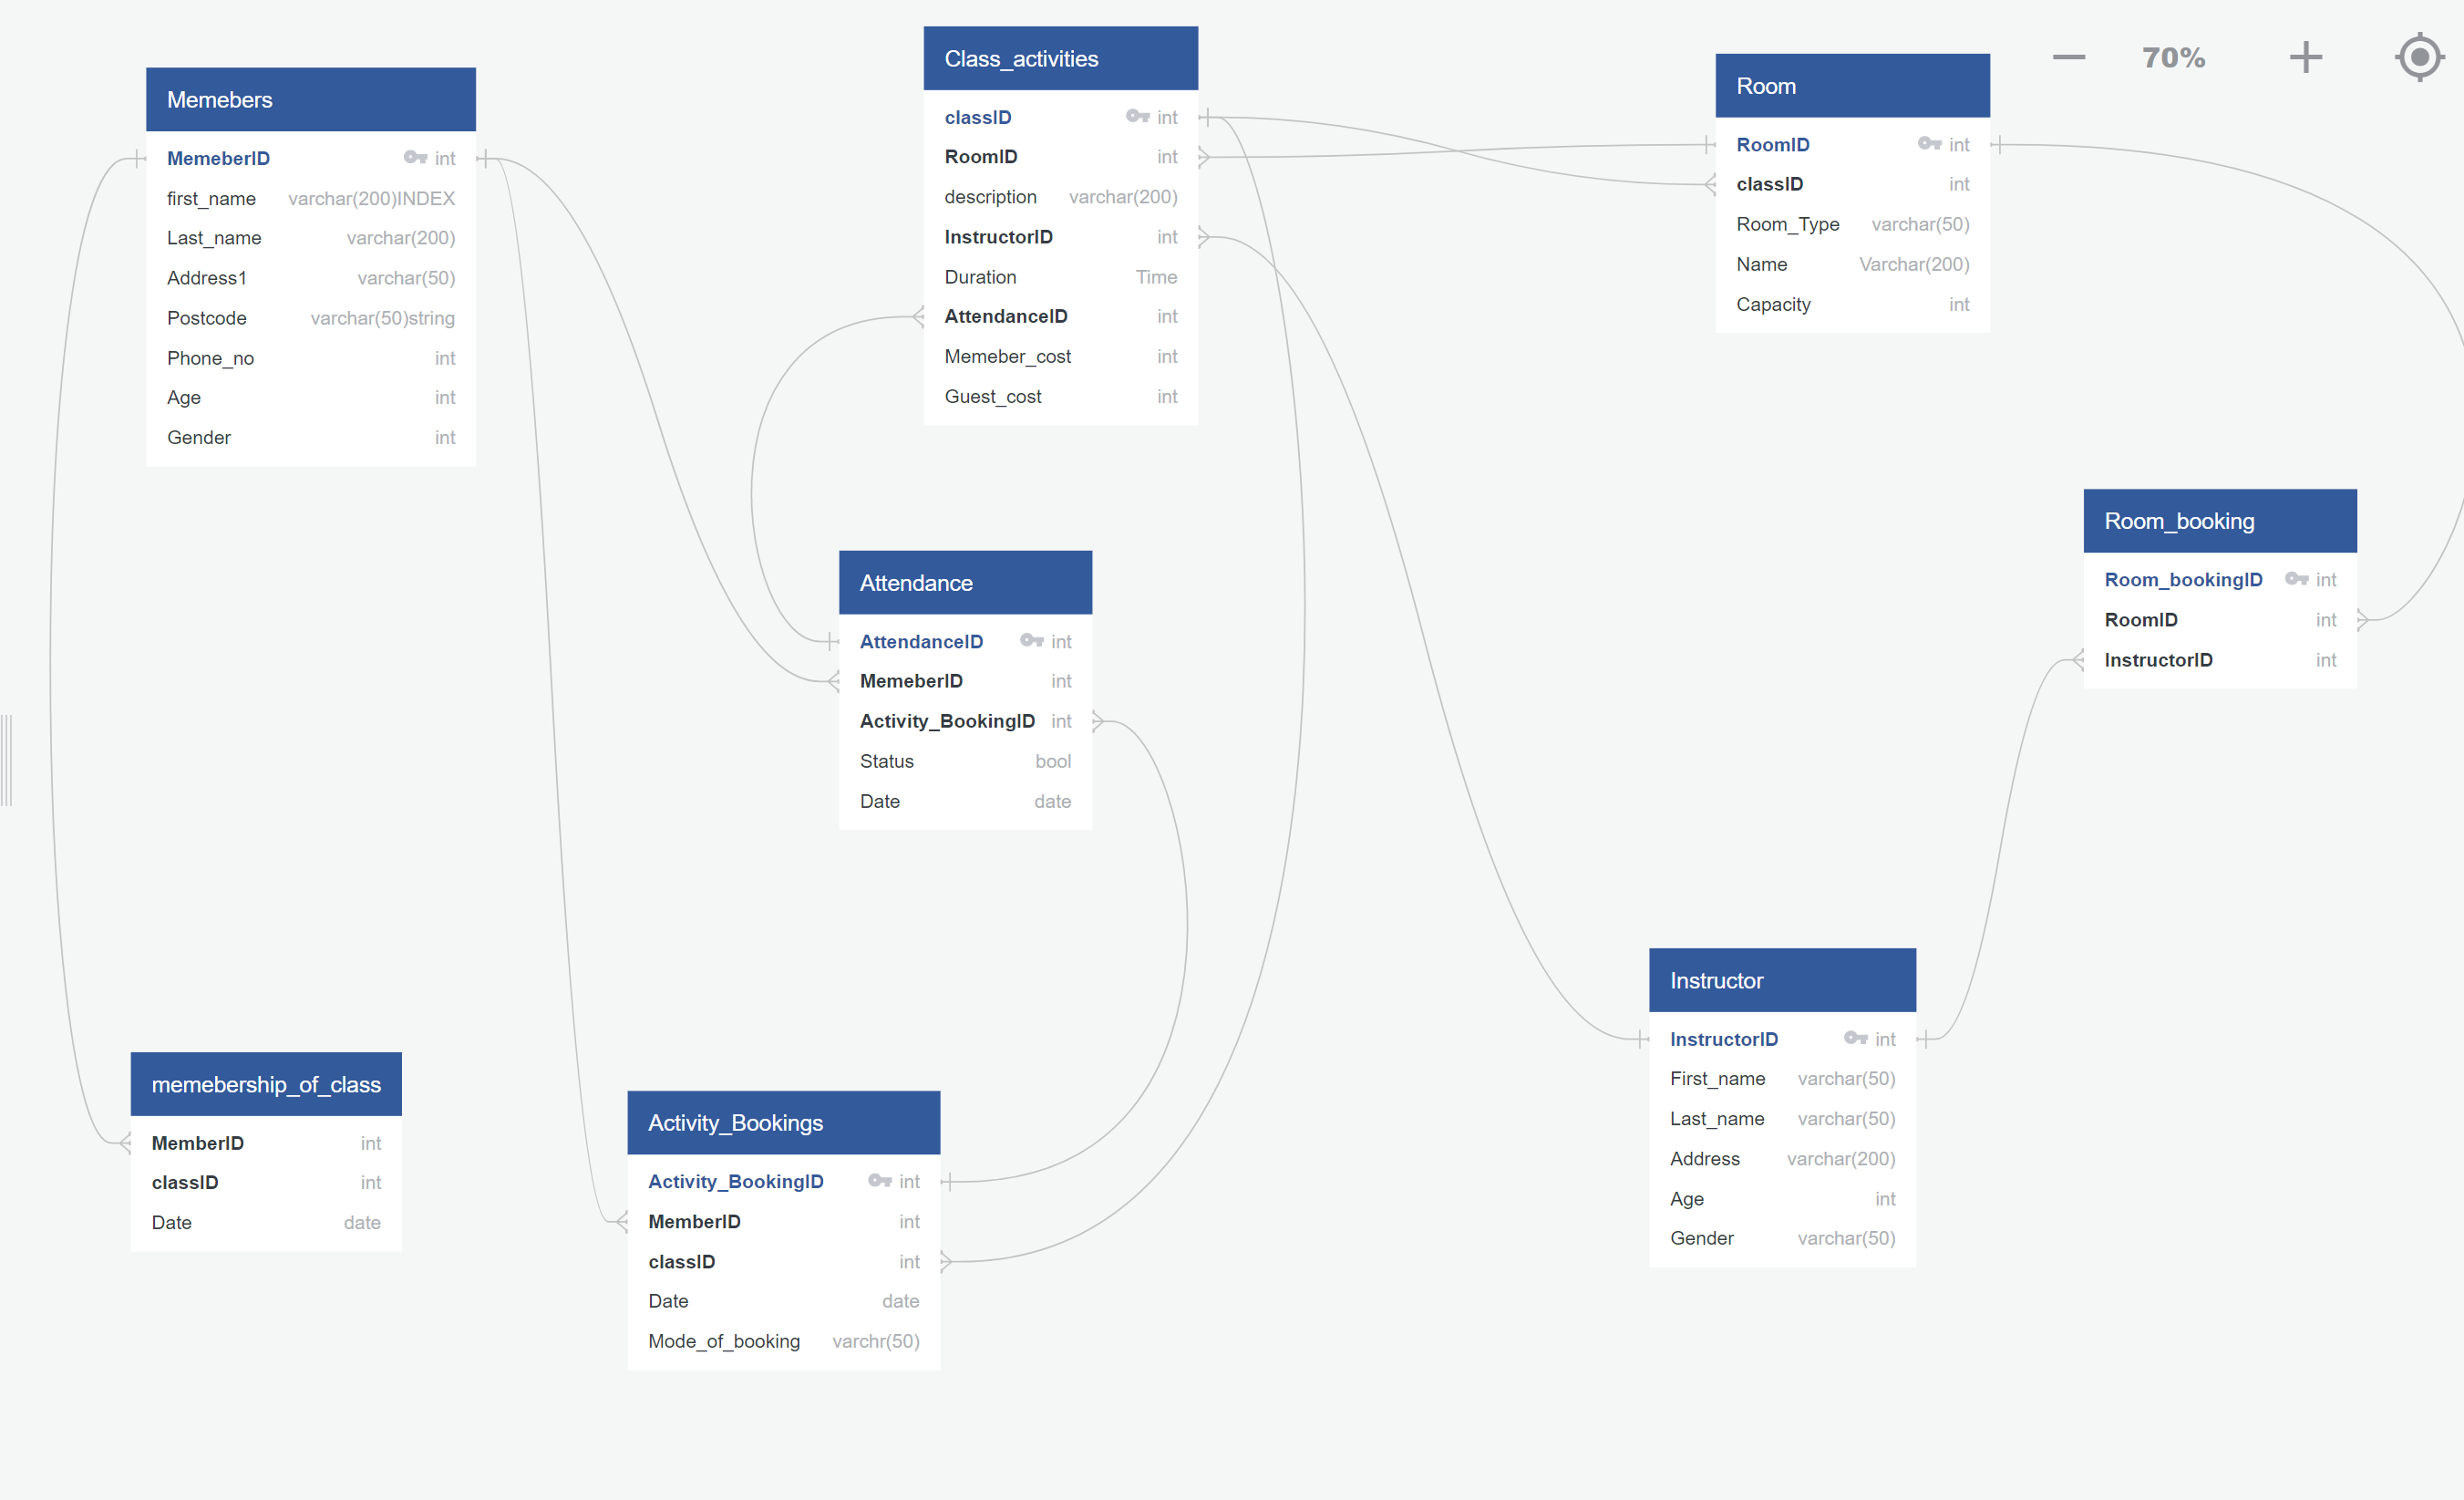 70%
Memebers
MemeberID int
first_name varchar(200)INDEX
Last_name varchar(200)
Address1 varchar(50)
Postcode varchar(50)string
Phone_no int
Age int
Gender int
Class_activities
classID int
RoomID int
description varchar(200)
InstructorID int
Duration Time
AttendanceID int
Memeber_cost int
Guest_cost int
Room
RoomID int
classID int
Room_Type varchar(50)
Name Varchar(200)
Capacity int
Attendance
AttendanceID int
MemeberID int
Activity_BookingID int
Status bool
Date date
Room_booking
Room_bookingID int
RoomID int
InstructorID int
memebership_of_class
MemberID int
classID int
Date date
Activity_Bookings
Activity_BookingID int
MemberID int
classID int
Date date
Mode_of_booking varchr(50)
Instructor
InstructorID int
First_name varchar(50)
Last_name varchar(50)
Address varchar(200)
Age int
Gender varchar(50)